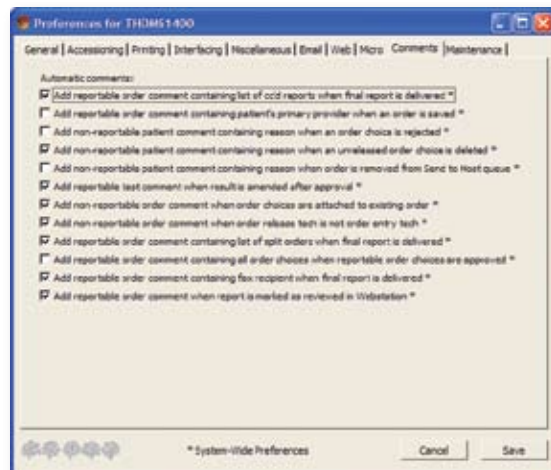 Preferences for THOMS1400
General | Accessioning | Printing | Interfacing | Miscellaneous | Email | Web | Micro | Comments | Maintenance |
Automatic comments:
Add reportable order comment containing list of cc'd reports when final report is delivered *
Add reportable order comment containing patient's primary provider when an order is saved *
Add non-reportable patient comment containing reason when an order choice is rejected *
Add non-reportable patient comment containing reason when an unreleased order choice is deleted *
Add non-reportable patient comment containing reason when order is removed from Send to Host queue *
Add reportable test comment when result is amended after approval *
Add non-reportable order comment when order choices are attached to existing order *
Add non-reportable order comment when order release tech is not order entry tech *
Add reportable order comment containing list of split orders when final report is delivered *
Add reportable order comment containing all order choices when reportable order choices are approved *
Add reportable order comment containing fax recipient when final report is delivered *
Add reportable order comment when report is marked as reviewed in Webstation *
* System-Wide Preferences
Cancel
Save